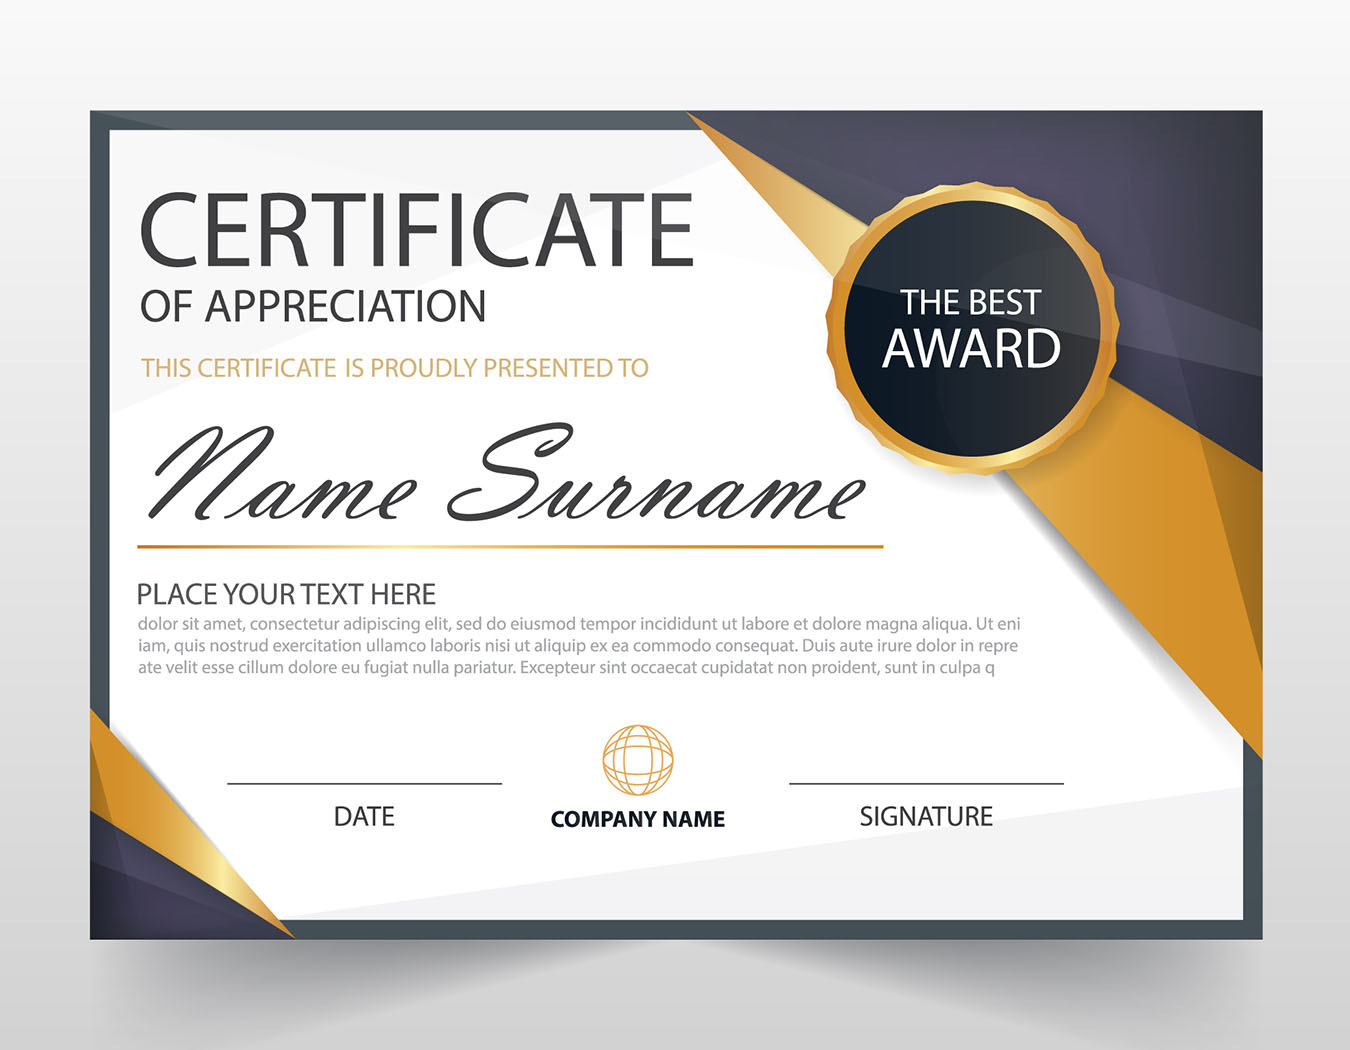 CERTIFICATE
OF APPRECIATION
THIS CERTIFICATE IS PROUDLY PRESENTED TO
THE BEST
AWARD
Name Surname
PLACE YOUR TEXT HERE
dolor sit amet, consectetur adipiscing elit, sed do eiusmod tempor incididunt ut labore et dolore magna aliqua. Ut eni
iam, quis nostrud exercitation ullamco laboris nisi ut aliquip ex ea commodo consequat. Duis aute irure dolor in repre
ate velit esse cillum dolore eu fugiat nulla pariatur. Excepteur sint occaecat cupidatat non proident, sunt in culpa q
DATE
COMPANY NAME
SIGNATURE